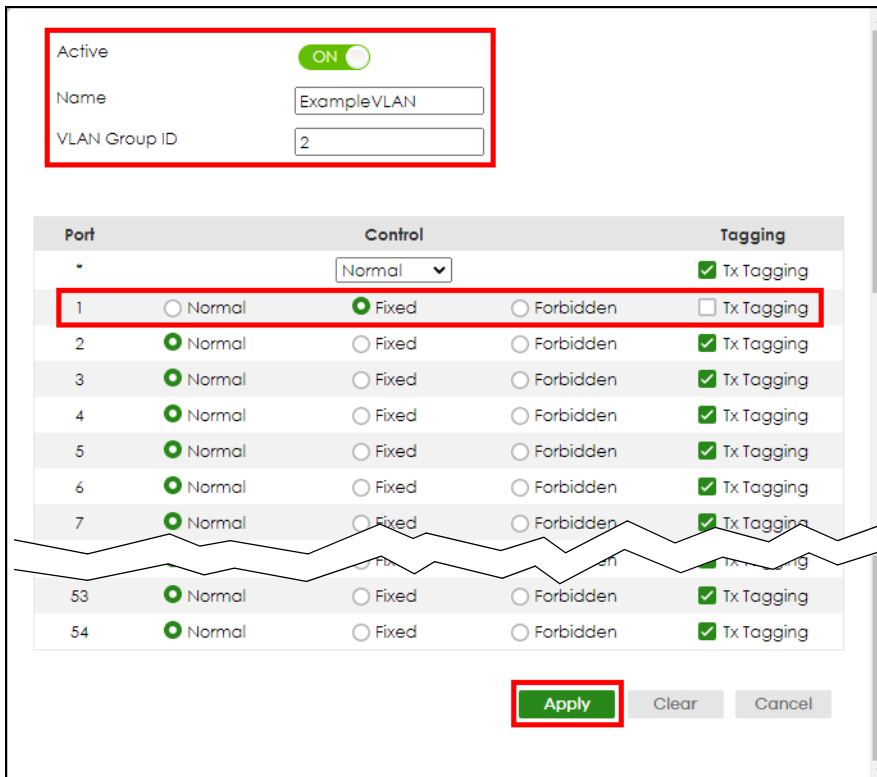 Active ON
Name ExampleVLAN
VLAN Group ID 2
Port Control Tagging
* Normal Tx Tagging
1 Normal Fixed Forbidden Tx Tagging
2 Normal Fixed Forbidden Tx Tagging
3 Normal Fixed Forbidden Tx Tagging
4 Normal Fixed Forbidden Tx Tagging
5 Normal Fixed Forbidden Tx Tagging
6 Normal Fixed Forbidden Tx Tagging
7 Normal Fixed Forbidden Tx Tagging
53 Normal Fixed Forbidden Tx Tagging
54 Normal Fixed Forbidden Tx Tagging
Apply Clear Cancel